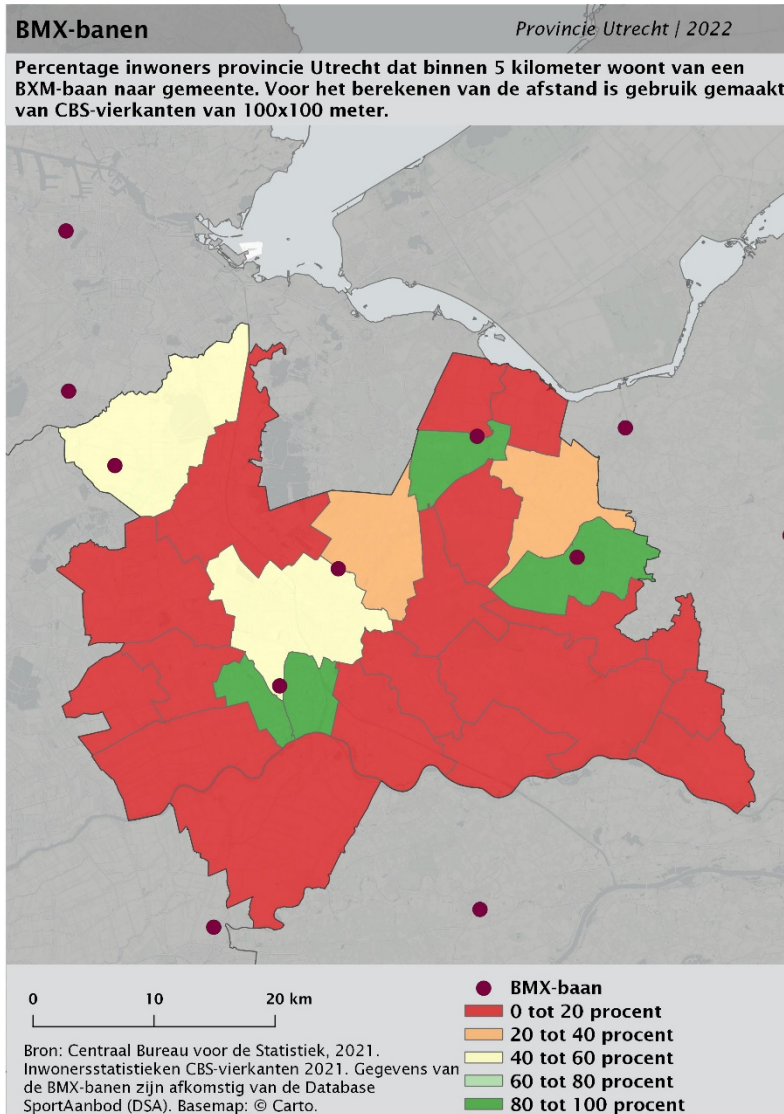 BMX-banen
Provincie Utrecht | 2022
Percentage inwoners provincie Utrecht dat binnen 5 kilometer woont van een
BXM-baan naar gemeente. Voor het berekenen van de afstand is gebruik gemaakt
van CBS-vierkanten van 100x100 meter.
0 10 20 km
Bron: Centraal Bureau voor de Statistiek, 2021.
Inwonersstatistieken CBS-vierkanten 2021. Gegevens van
de BMX-banen zijn afkomstig van de Database
SportAanbod (DSA). Basemap: © Carto.
BMX-baan
0 tot 20 procent
20 tot 40 procent
40 tot 60 procent
60 tot 80 procent
80 tot 100 procent